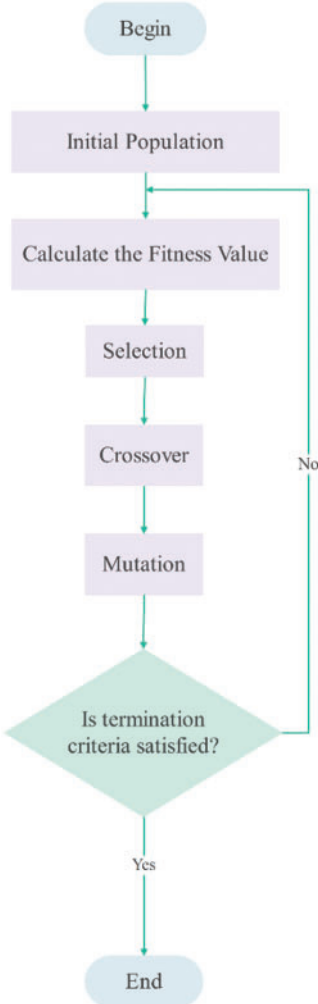 Begin
Initial Population
Calculate the Fitness Value
Selection
Crossover
No
Mutation
Is termination
criteria satisfied?
Yes
End